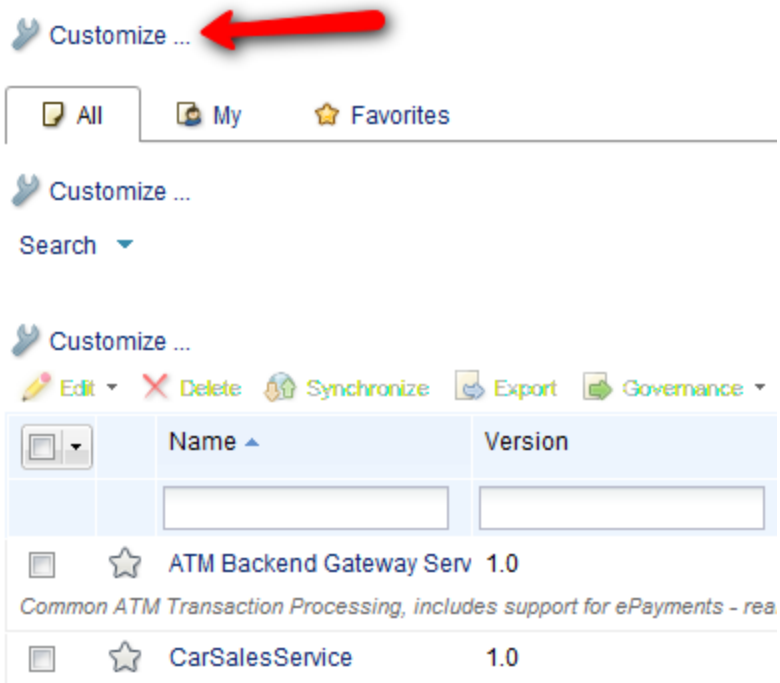 Customize ...
All My Favorites
Customize ...
Search
Customize ...
Edit Delete Synchronize Export Governance
Name Version
ATM Backend Gateway Serv 1.0
Common ATM Transaction Processing, includes support for ePayments - rea
CarSalesService 1.0